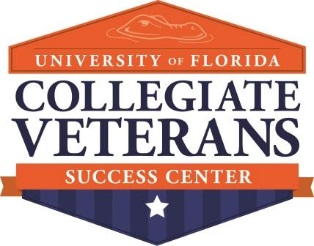 UNIVERSITY OF FLORIDA
COLLEGIATE
VETERANS
SUCCESS CENTER